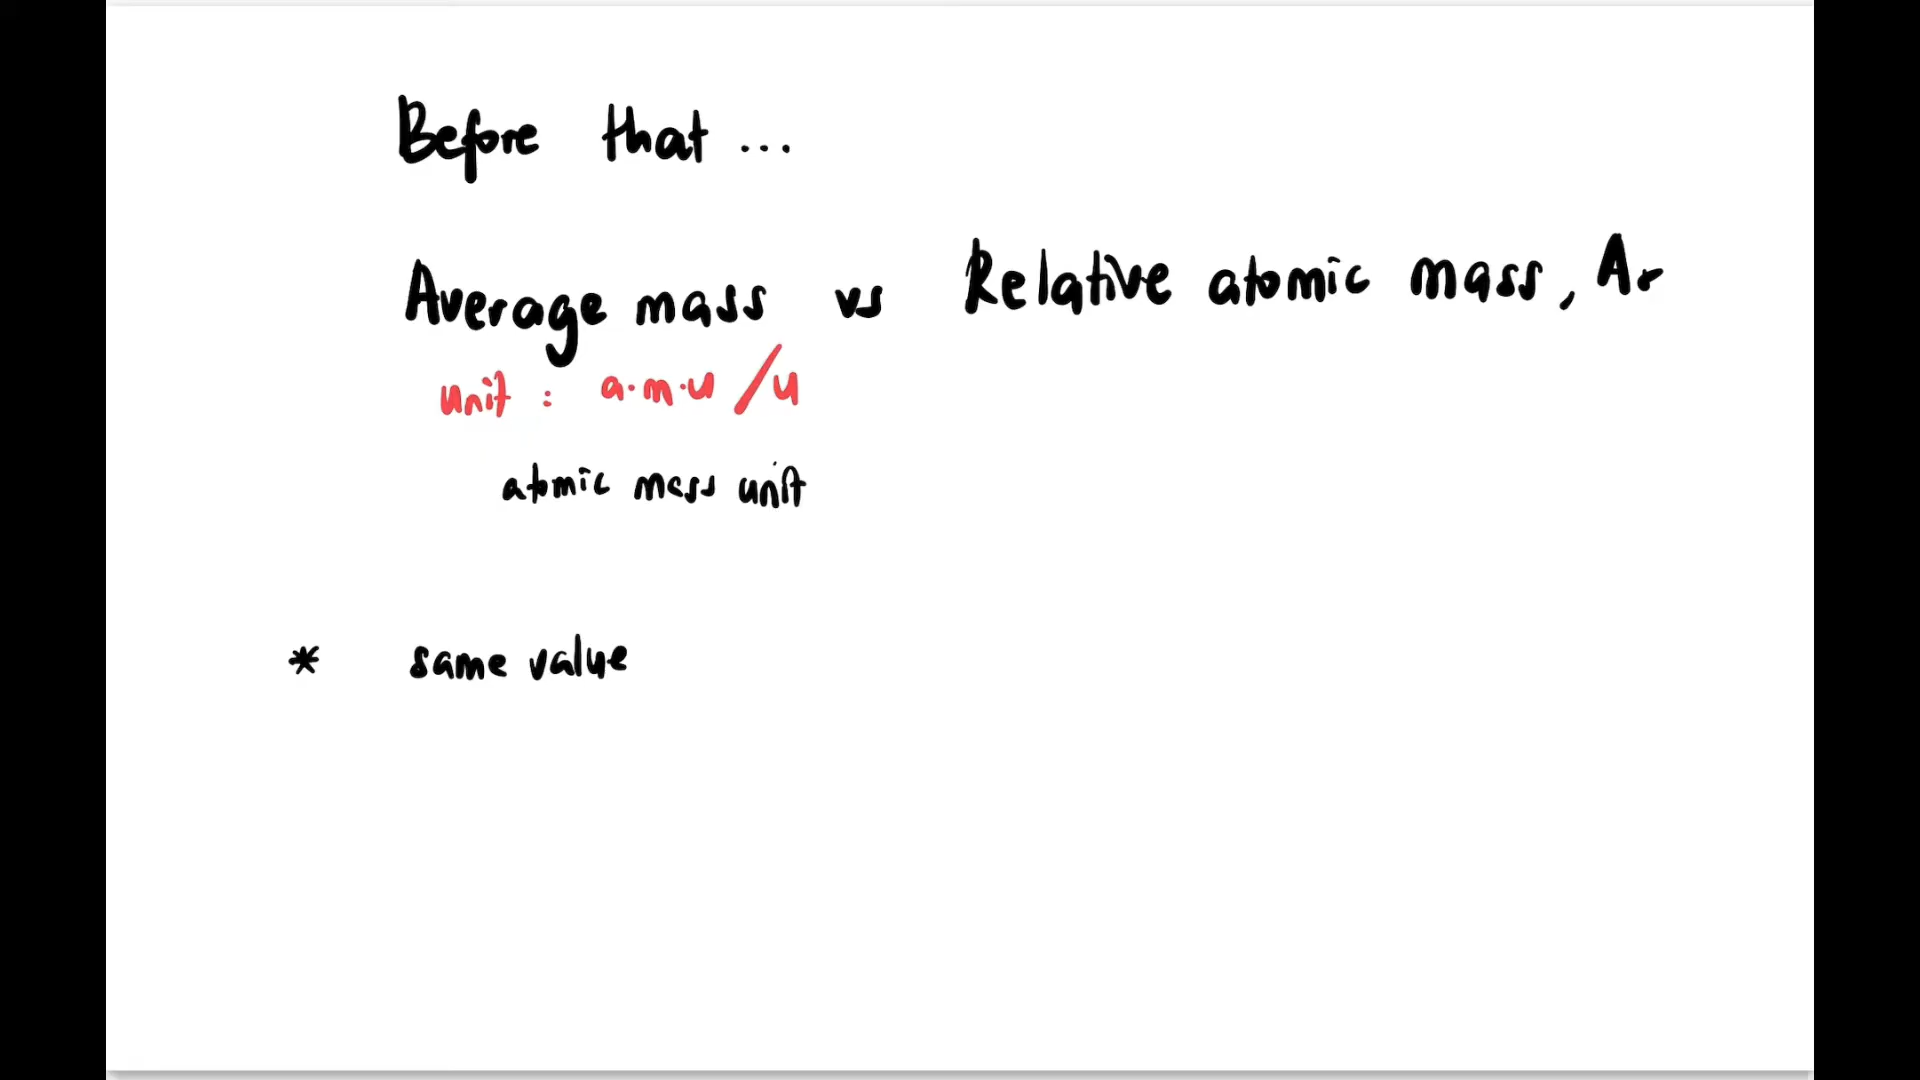 Before that ...
Average mass vs Relative atomic mass, Ar
unit : a.m.u / u
atomic mass unit
* same value